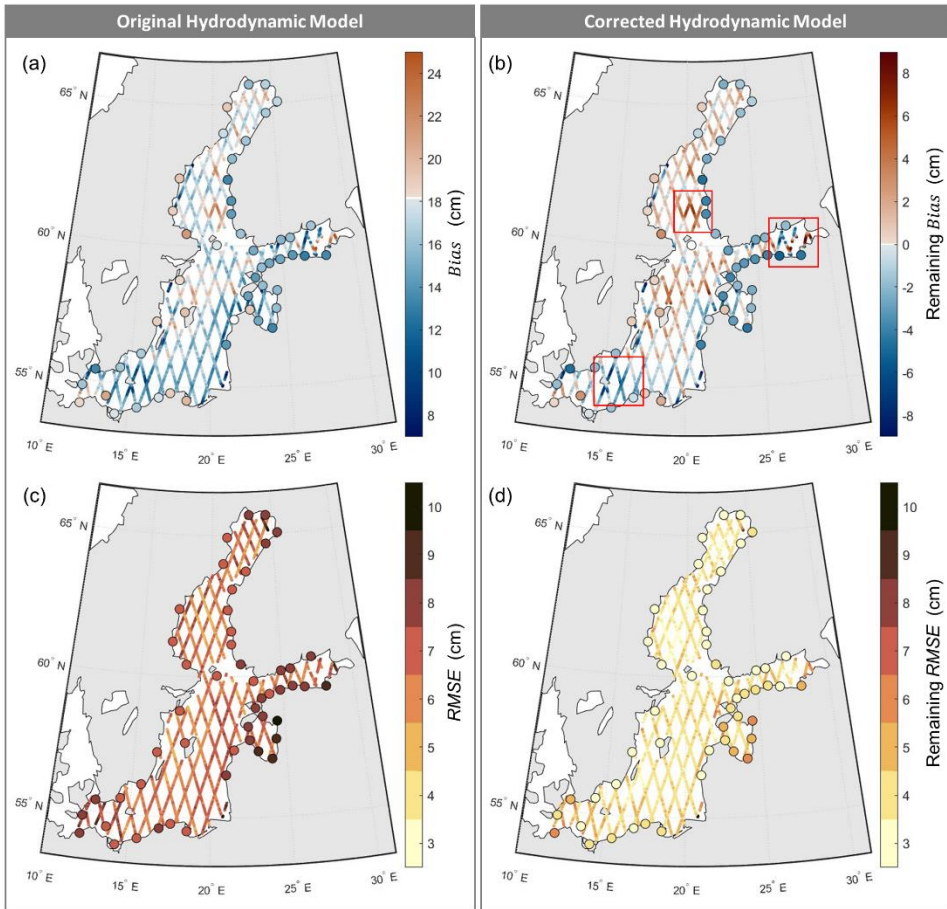 Original Hydrodynamic Model
Corrected Hydrodynamic Model
(a)
65° N
60° N
55° N
10° E
15° E
20° E
25° E
30° E
24
22
20
18
16
14
12
10
8
Bias (cm)
(b)
65° N
60° N
55° N
10° E
15° E
20° E
25° E
30° E
8
6
4
2
0
-2
-4
-6
-8
Remaining Bias (cm)
(c)
65° N
60° N
55° N
10° E
15° E
20° E
25° E
30° E
10
9
8
7
6
5
4
3
RMSE (cm)
(d)
65° N
60° N
55° N
10° E
15° E
20° E
25° E
30° E
10
9
8
7
6
5
4
3
Remaining RMSE (cm)